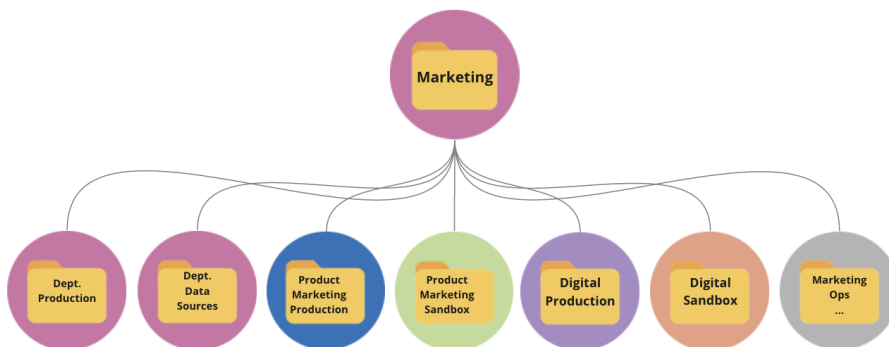 Marketing
Dept.
Production
Dept.
Data
Sources
Product
Marketing
Production
Product
Marketing
Sandbox
Digital
Production
Digital
Sandbox
Marketing
Ops
...